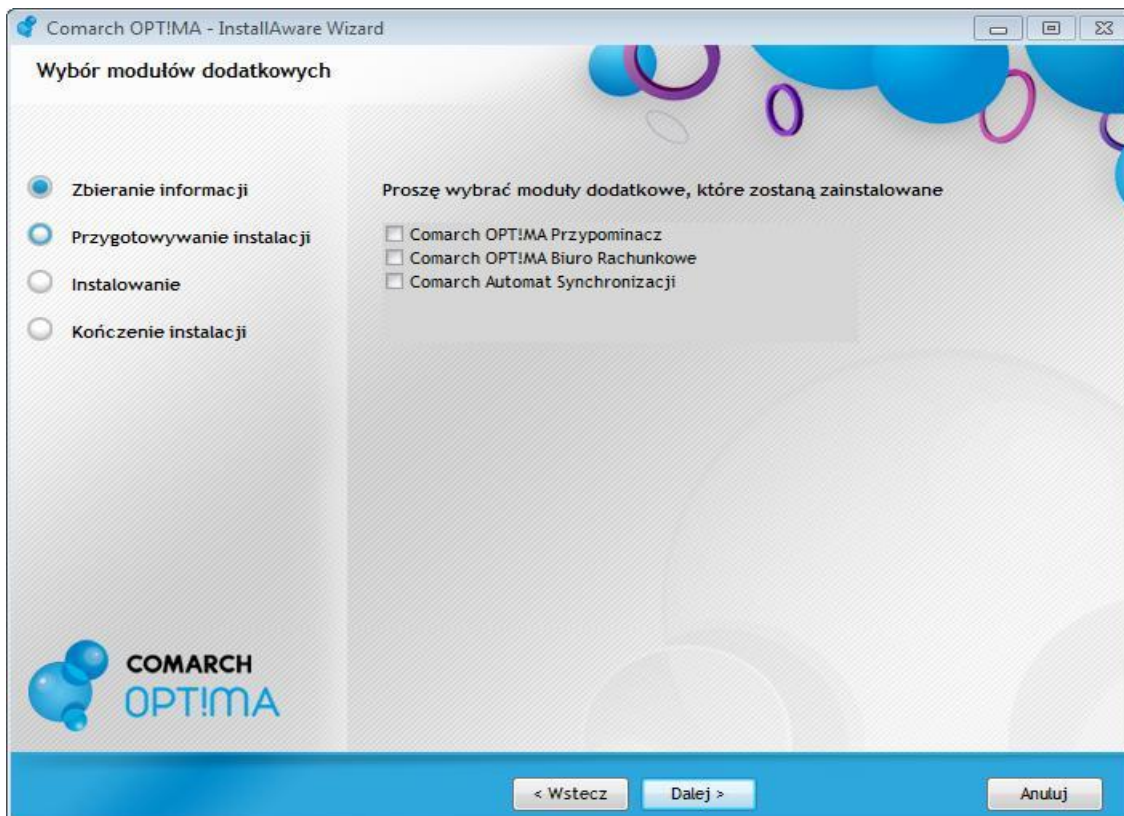 Comarch OPT!MA - InstallAware Wizard
Wybór modułów dodatkowych
Zbieranie informacji
Przygotowywanie instalacji
Instalowanie
Kończenie instalacji
Proszę wybrać moduły dodatkowe, które zostaną zainstalowane
Comarch OPT!MA Przypominacz
Comarch OPT!MA Biuro Rachunkowe
Comarch Automat Synchronizacji
COMARCH
OPT!MA
< Wstecz
Dalej >
Anuluj